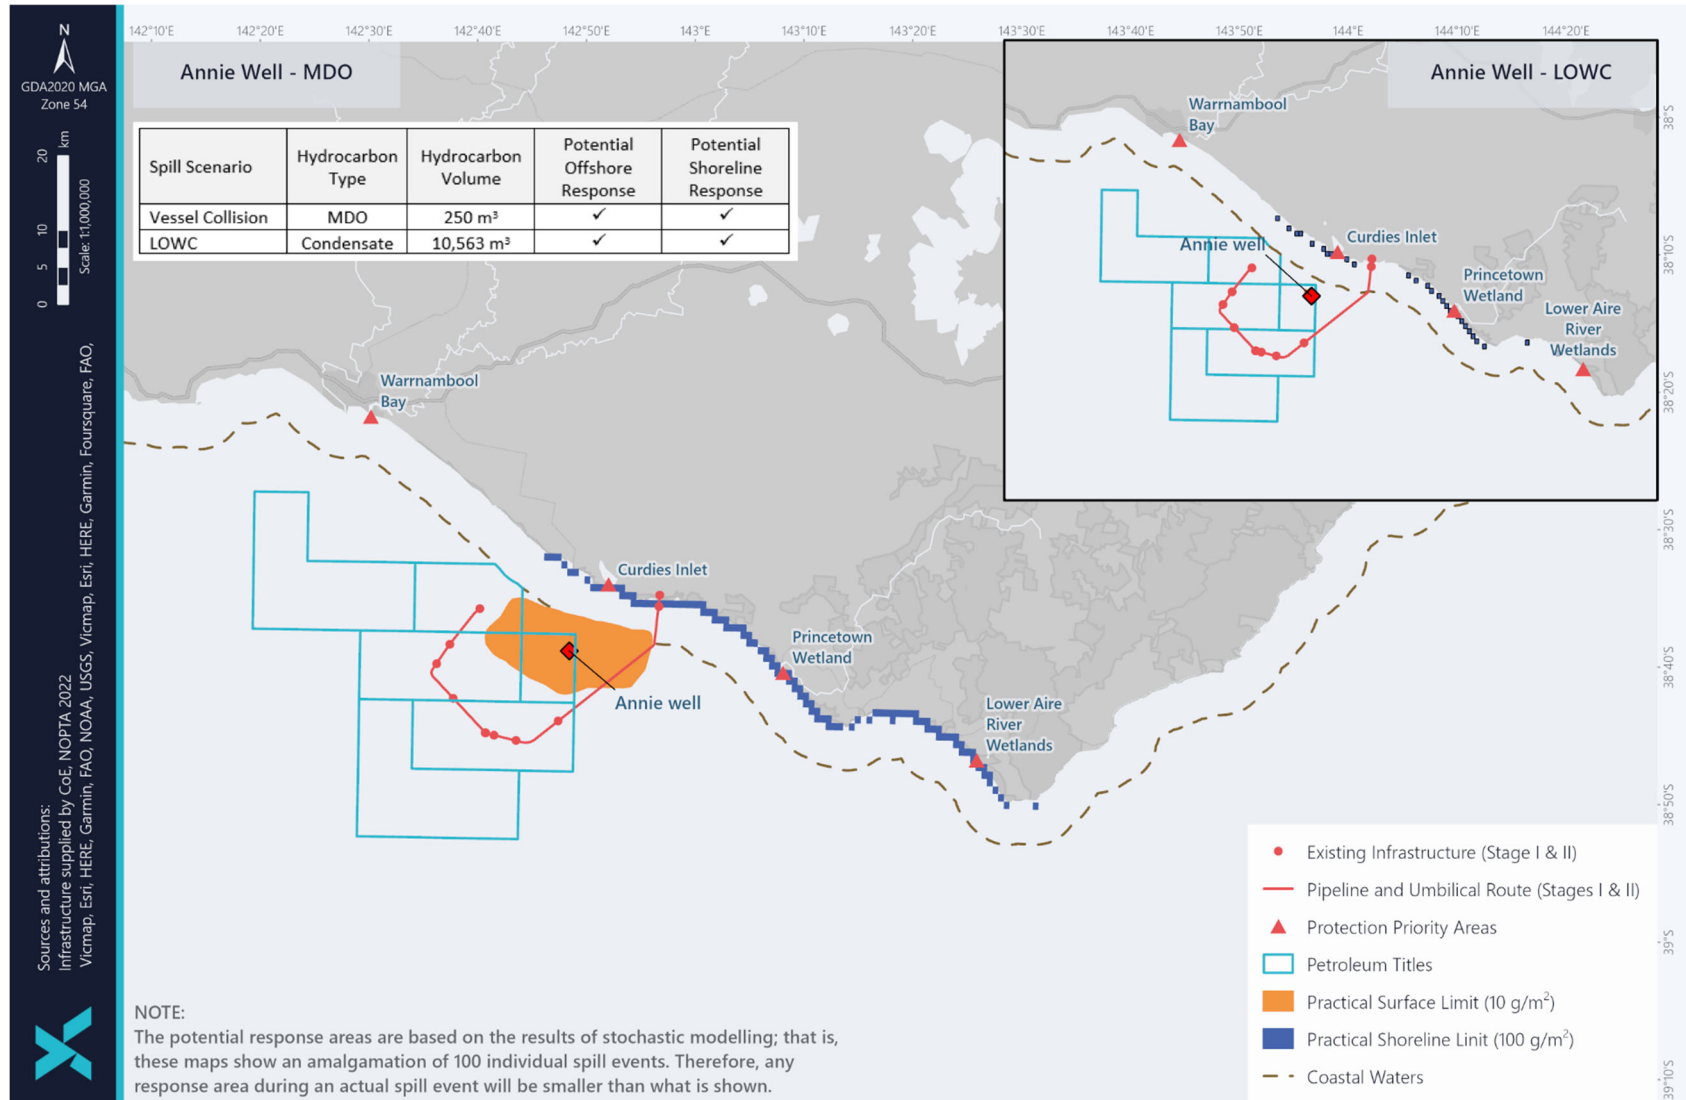 N
GDA2020 MGA
Zone 54
20
km
10
5
0
Scale: 1:1,000,000
Sources and attributions:
Infrastructure supplied by CoE, NOPTA 2022
Vicmap, Esri, HERE, Garmin, FAO, NOAA, USGS, Vicmap, Esri, HERE, Garmin, Foursquare, FAO,
142°10'E 142°20'E 142°30'E 142°40'E 142°50'E 143°E 143°10'E 143°20'E 143°30'E 143°40'E 143°50'E 144°E 144°10'E 144°20'E
Annie Well - MDO
Spill Scenario Hydrocarbon Type Hydrocarbon Volume Potential Offshore Response Potential Shoreline Response
Vessel Collision MDO 250 m³ ✓ ✓
LOWC Condensate 10,563 m³ ✓ ✓
Annie Well - LOWC
Warrnambool
Bay
Annie well
Curdies Inlet
Princetown
Wetland
Lower Aire
River
Wetlands
38°S
38°10'S
38°20'S
38°30'S
38°40'S
38°50'S
39°S
39°10'S
Warrnambool
Bay
Curdies Inlet
Princetown
Wetland
Annie well
Lower Aire
River
Wetlands
Existing Infrastructure (Stage I & II)
Pipeline and Umbilical Route (Stages I & II)
Protection Priority Areas
Petroleum Titles
Practical Surface Limit (10 g/m²)
Practical Shoreline Linit (100 g/m²)
Coastal Waters
NOTE:
The potential response areas are based on the results of stochastic modelling; that is,
these maps show an amalgamation of 100 individual spill events. Therefore, any
response area during an actual spill event will be smaller than what is shown.